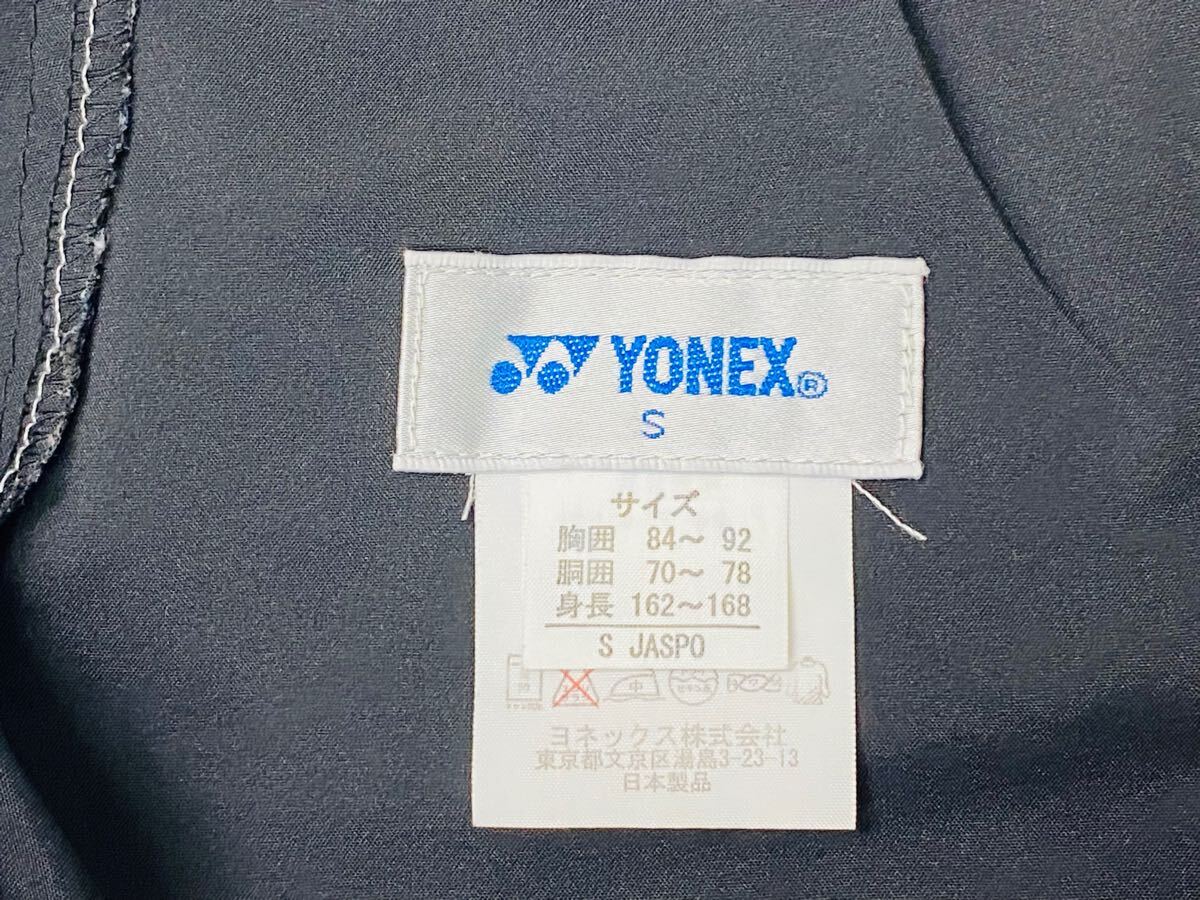 YONEX®
S
サイズ
胸囲 84～ 92
胴囲 70～ 78
身長 162～168
S JASPO
中
ヨネックス株式会社
東京都文京区湯島3-23-13
日本製品